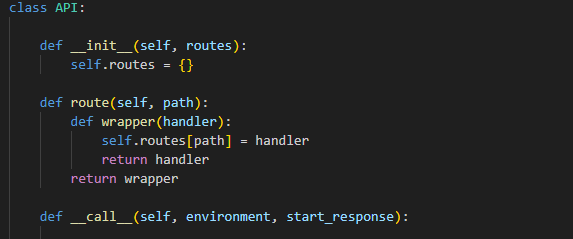 class API:
def __init__(self, routes):
self.routes = {}
def route(self, path):
def wrapper(handler):
self.routes[path] = handler
return handler
return wrapper
def __call__(self, environment, start_response):